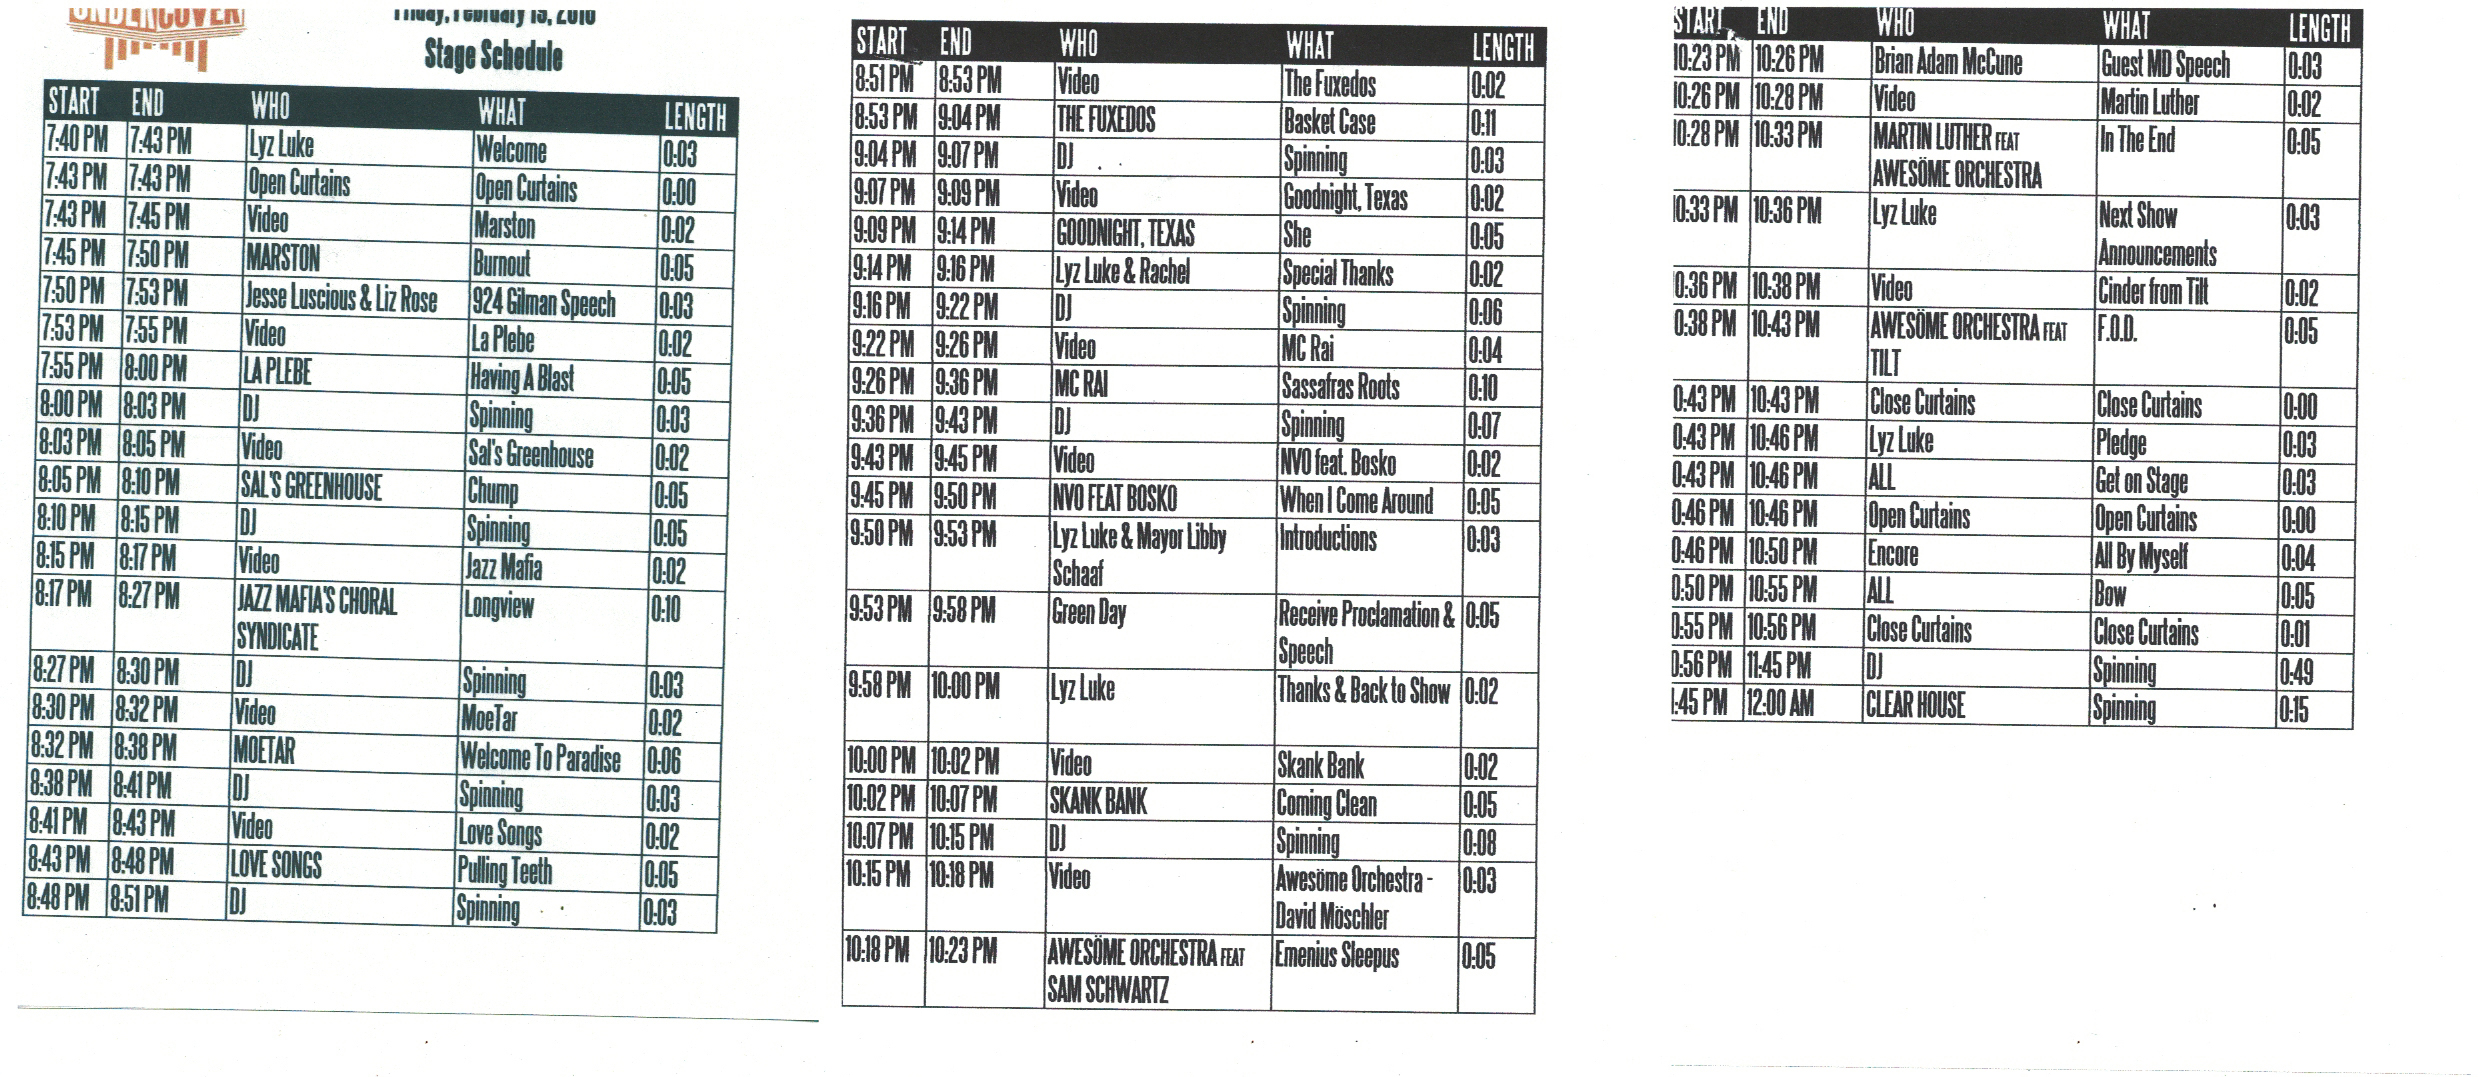 UNDERCOVER
Friday, February 19, 2016
Stage Schedule
START END WHO WHAT LENGTH
7:40 PM 7:43 PM Lyz Luke Welcome 0:03
7:43 PM 7:43 PM Open Curtains Open Curtains 0:00
7:43 PM 7:45 PM Video Marston 0:02
7:45 PM 7:50 PM MARSTON Burnout 0:05
7:50 PM 7:53 PM Jesse Luscious & Liz Rose 924 Gilman Speech 0:03
7:53 PM 7:55 PM Video La Plebe 0:02
7:55 PM 8:00 PM LA PLEBE Having A Blast 0:05
8:00 PM 8:03 PM DJ Spinning 0:03
8:03 PM 8:05 PM Video Sal's Greenhouse 0:02
8:05 PM 8:10 PM SAL'S GREENHOUSE Chump 0:05
8:10 PM 8:15 PM DJ Spinning 0:05
8:15 PM 8:17 PM Video Jazz Mafia 0:02
8:17 PM 8:27 PM JAZZ MAFIA'S CHORAL Longview 0:10
SYNDICATE
8:27 PM 8:30 PM DJ Spinning 0:03
8:30 PM 8:32 PM Video MoeTar 0:02
8:32 PM 8:38 PM MOETAR Welcome To Paradise 0:06
8:38 PM 8:41 PM DJ Spinning 0:03
8:41 PM 8:43 PM Video Love Songs 0:02
8:43 PM 8:48 PM LOVE SONGS Pulling Teeth 0:05
8:48 PM 8:51 PM DJ Spinning 0:03
START END WHO WHAT LENGTH
8:51 PM 8:53 PM Video The Fuxedos 0:02
8:53 PM 9:04 PM THE FUXEDOS Basket Case 0:11
9:04 PM 9:07 PM DJ Spinning 0:03
9:07 PM 9:09 PM Video Goodnight, Texas 0:02
9:09 PM 9:14 PM GOODNIGHT, TEXAS She 0:05
9:14 PM 9:16 PM Lyz Luke & Rachel Special Thanks 0:02
9:16 PM 9:22 PM DJ Spinning 0:06
9:22 PM 9:26 PM Video MC Rai 0:04
9:26 PM 9:36 PM MC RAI Sassafras Roots 0:10
9:36 PM 9:43 PM DJ Spinning 0:07
9:43 PM 9:45 PM Video NVO feat. Bosko 0:02
9:45 PM 9:50 PM NVO FEAT BOSKO When I Come Around 0:05
9:50 PM 9:53 PM Lyz Luke & Mayor Libby Introductions 0:03
Schaaf
9:53 PM 9:58 PM Green Day Receive Proclamation & 0:05
Speech
9:58 PM 10:00 PM Lyz Luke Thanks & Back to Show 0:02
10:00 PM 10:02 PM Video Skank Bank 0:02
10:02 PM 10:07 PM SKANK BANK Coming Clean 0:05
10:07 PM 10:15 PM DJ Spinning 0:08
10:15 PM 10:18 PM Video Awesöme Orchestra - 0:03
David Möschler
10:18 PM 10:23 PM AWESÖME ORCHESTRA FEAT Emenius Sleepus 0:05
SAM SCHWARTZ
START END WHO WHAT LENGTH
10:23 PM 10:26 PM Brian Adam McCune Guest MD Speech 0:03
10:26 PM 10:28 PM Video Martin Luther 0:02
10:28 PM 10:33 PM MARTIN LUTHER FEAT In The End 0:05
AWESÖME ORCHESTRA
10:33 PM 10:36 PM Lyz Luke Next Show 0:03
Announcements
0:36 PM 10:38 PM Video Cinder from Tilt 0:02
0:38 PM 10:43 PM AWESÖME ORCHESTRA FEAT F.O.D. 0:05
TILT
0:43 PM 10:43 PM Close Curtains Close Curtains 0:00
0:43 PM 10:46 PM Lyz Luke Pledge 0:03
0:43 PM 10:46 PM ALL Get on Stage 0:03
0:46 PM 10:46 PM Open Curtains Open Curtains 0:00
0:46 PM 10:50 PM Encore All By Myself 0:04
0:50 PM 10:55 PM ALL Bow 0:05
0:55 PM 10:56 PM Close Curtains Close Curtains 0:01
0:56 PM 11:45 PM DJ Spinning 0:49
:45 PM 12:00 AM CLEAR HOUSE Spinning 0:15